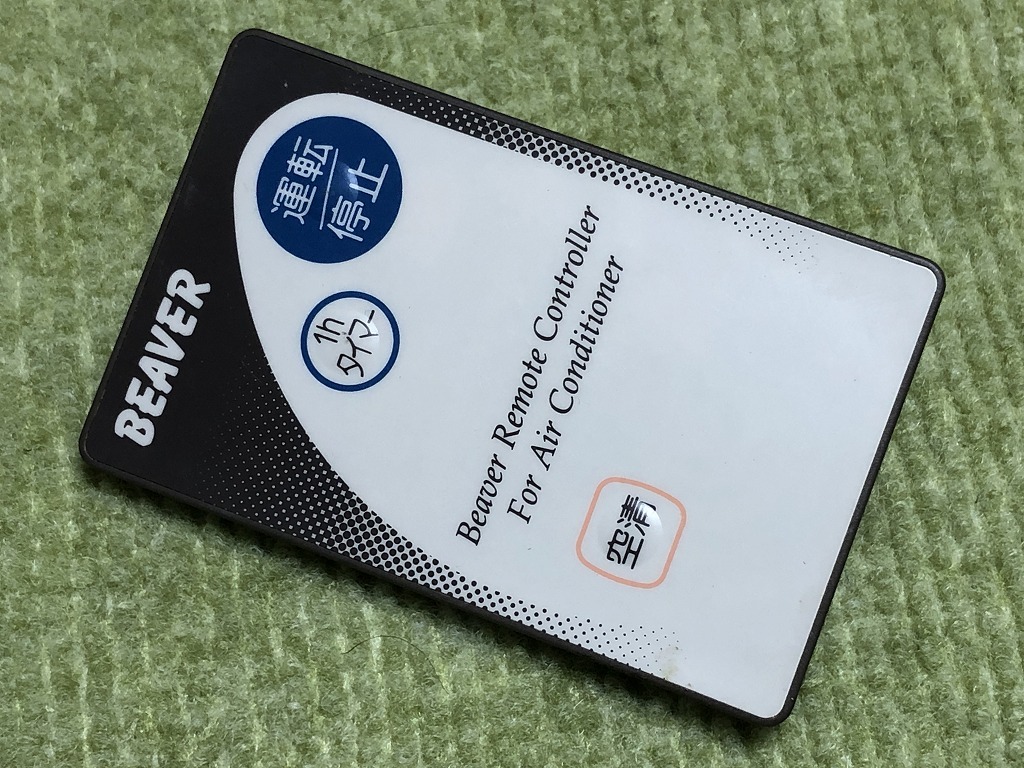 BEAVER
運転
停止
1h
タイマー
Beaver Remote Controller
For Air Conditioner
空清